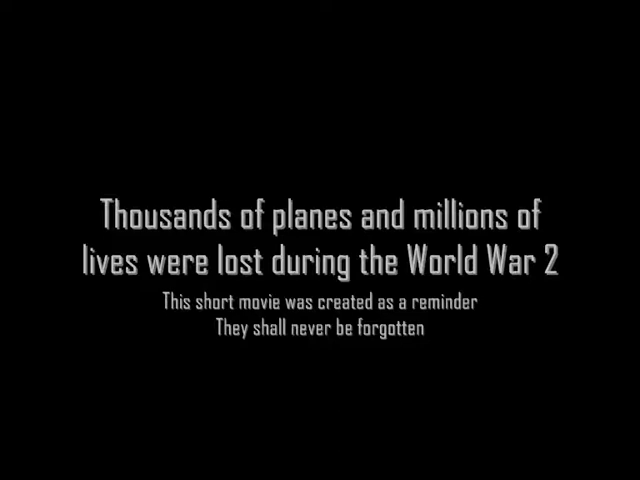 Thousands of planes and millions of
lives were lost during the World War 2
This short movie was created as a reminder
They shall never be forgotten